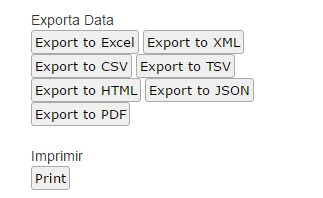 Exporta Data
Export to Excel Export to XML
Export to CSV Export to TSV
Export to HTML Export to JSON
Export to PDF
Imprimir
Print